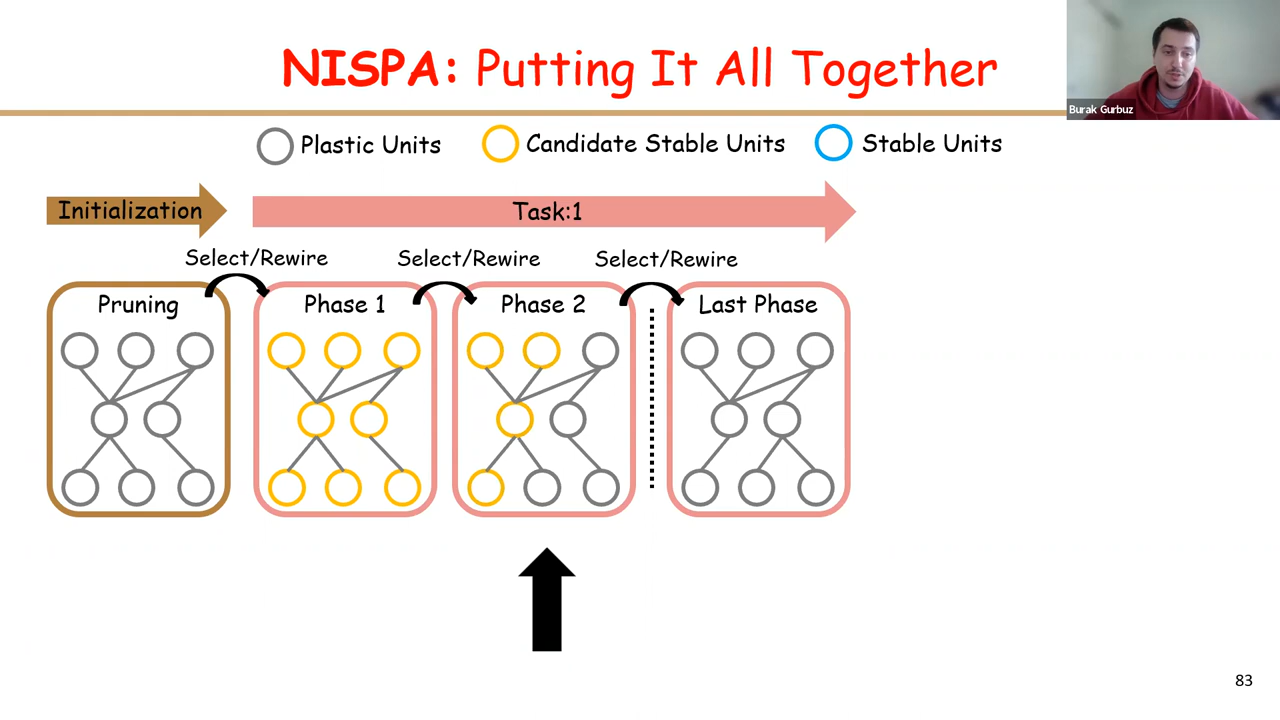 NISPA: Putting It All Together
Burak Gurbuz
Plastic Units
Candidate Stable Units
Stable Units
Initialization
Task:1
Select/Rewire
Select/Rewire
Select/Rewire
Pruning
Phase 1
Phase 2
Last Phase
83